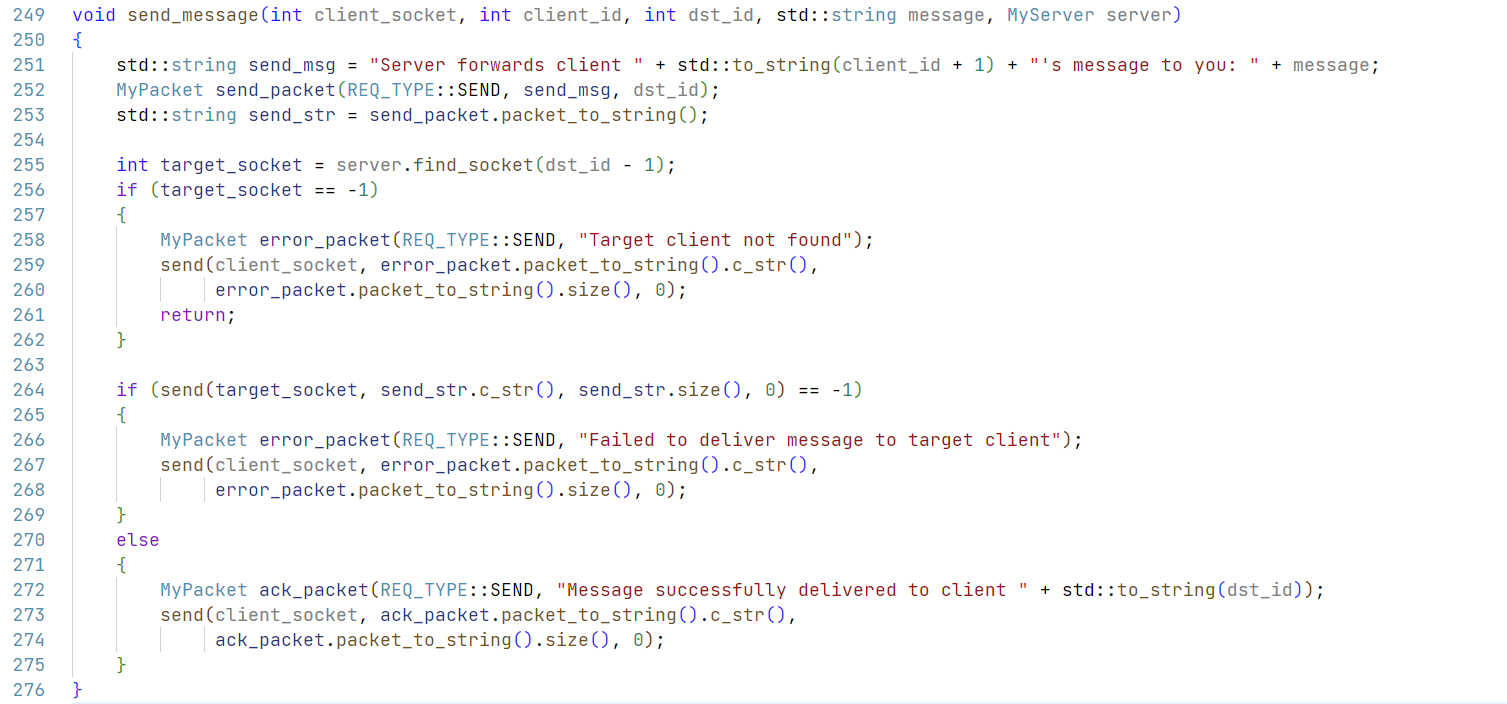 249 void send_message(int client_socket, int client_id, int dst_id, std::string message, MyServer server)
250 {
251     std::string send_msg = "Server forwards client " + std::to_string(client_id + 1) + "'s message to you: " + message;
252     MyPacket send_packet(REQ_TYPE::SEND, send_msg, dst_id);
253     std::string send_str = send_packet.packet_to_string();
254
255     int target_socket = server.find_socket(dst_id - 1);
256     if (target_socket == -1)
257     {
258         MyPacket error_packet(REQ_TYPE::SEND, "Target client not found");
259         send(client_socket, error_packet.packet_to_string().c_str(),
260              error_packet.packet_to_string().size(), 0);
261         return;
262     }
263
264     if (send(target_socket, send_str.c_str(), send_str.size(), 0) == -1)
265     {
266         MyPacket error_packet(REQ_TYPE::SEND, "Failed to deliver message to target client");
267         send(client_socket, error_packet.packet_to_string().c_str(),
268              error_packet.packet_to_string().size(), 0);
269     }
270     else
271     {
272         MyPacket ack_packet(REQ_TYPE::SEND, "Message successfully delivered to client " + std::to_string(dst_id));
273         send(client_socket, ack_packet.packet_to_string().c_str(),
274              ack_packet.packet_to_string().size(), 0);
275     }
276 }